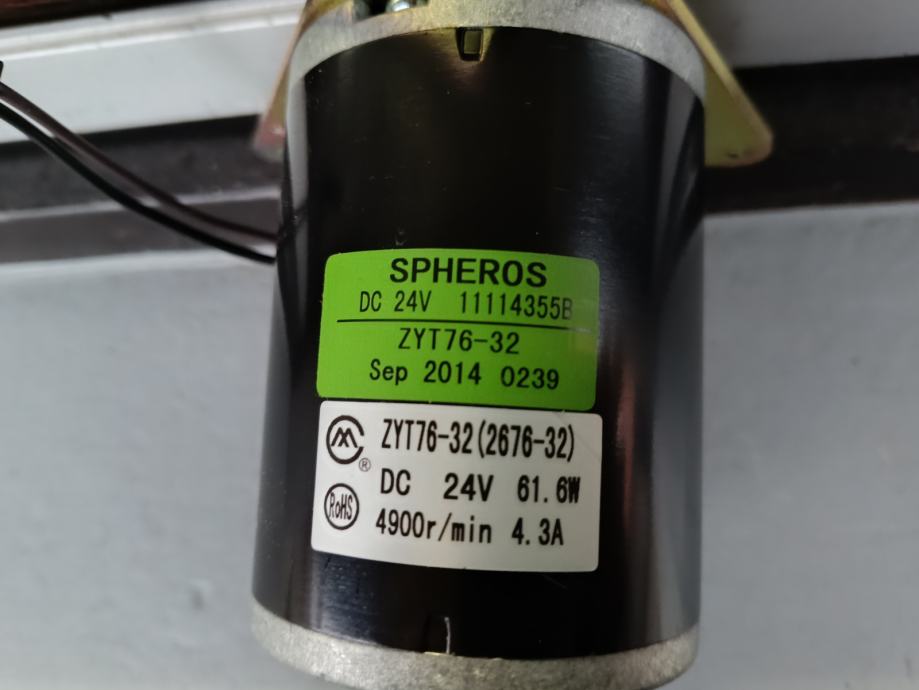 SPHEROS
DC 24V 11114355B
ZYT76-32
Sep 2014 0239
ZYT76-32(2676-32)
®
DC 24V 61.6W
RoHS
4900r/min 4.3A